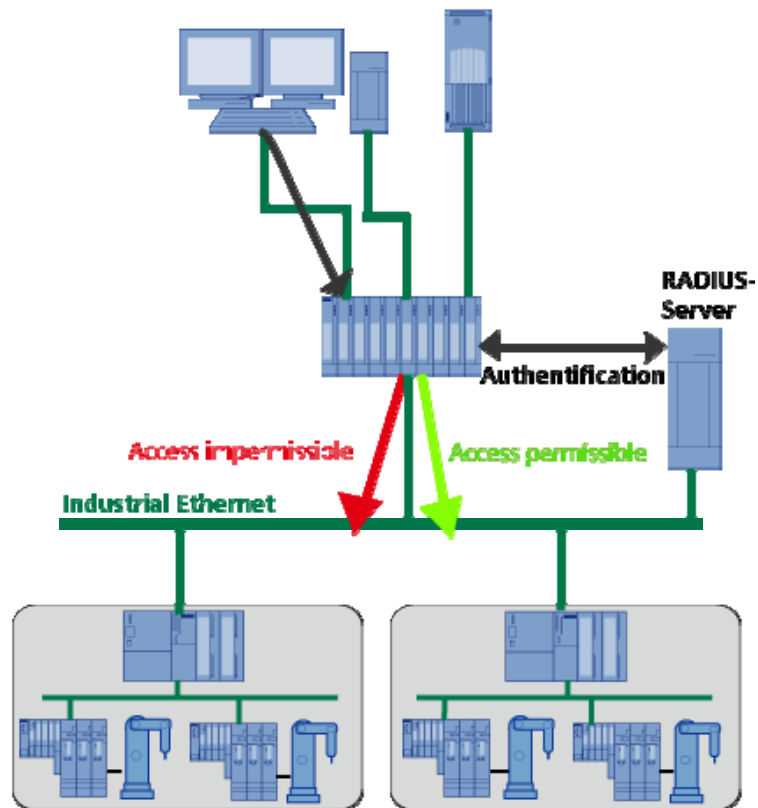 RADIUS-
Server
Authentification
Access impermissible
Access permissible
Industrial Ethernet